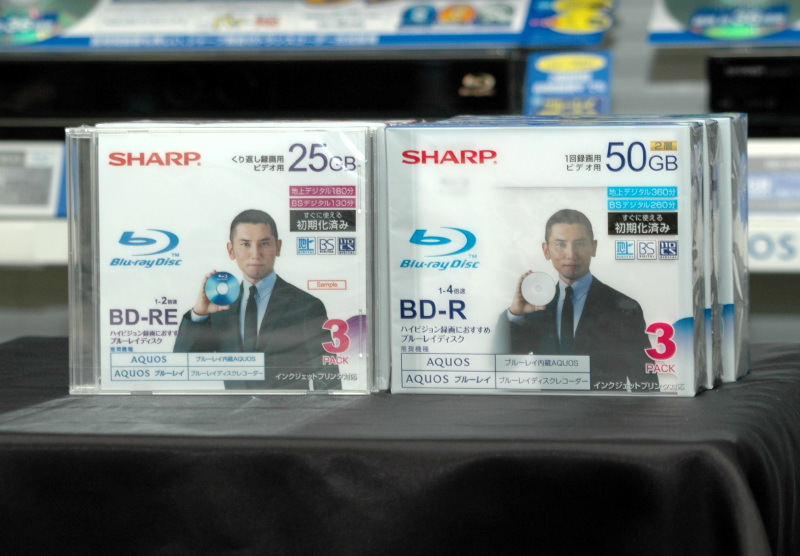 SHARP
くり返し録画用
ビデオ用
25GB
地上デジタル180分
BSデジタル130分
すぐに使える
初期化済み
Blu-ray Disc
TM
Sample
1-2倍速
BD-RE
ハイビジョン録画におすす
ブルーレイディスク
推奨機種
AQUOS
ブルーレイ内蔵AQUOS
AQUOS ブルーレイ
ブルーレイディスクレコーダー
3
PACK
インクジェットプリンタ対応
SHARP
1回録画用
ビデオ用
2層
50GB
地上デジタル360分
BSデジタル260分
すぐに使える
初期化済み
Blu-ray Disc
TM
1-4倍速
BD-R
ハイビジョン録画におすすめ
ブルーレイディスク
推奨機種
AQUOS
ブルーレイ内蔵AQUOS
AQUOS ブルーレイ
ブルーレイディスクレコーダー
3
PACK
インクジェットプリンタ対応